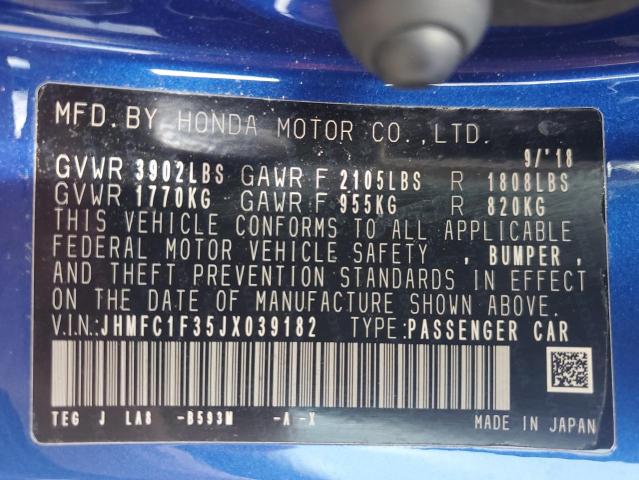 MFD. BY HONDA MOTOR CO.,LTD.
9/'18
GVWR 3902LBS GAWR F 2105LBS R 1808LBS
GVWR 1770KG GAWR F 955KG R 820KG
THIS VEHICLE CONFORMS TO ALL APPLICABLE
FEDERAL MOTOR VEHICLE SAFETY , BUMPER ,
AND THEFT PREVENTION STANDARDS IN EFFECT
ON THE DATE OF MANUFACTURE SHOWN ABOVE.
V.I.N:JHMFC1F35JX039182 TYPE:PASSENGER CAR
TEG J LA8 -B593M -A -X
MADE IN JAPAN